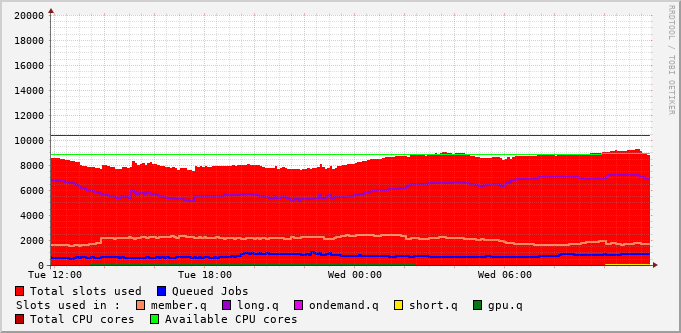 20000
18000
16000
14000
12000
10000
8000
6000
4000
2000
0
Tue 12:00 Tue 18:00 Wed 00:00 Wed 06:00
Total slots used Queued Jobs
Slots used in : member.q long.q ondemand.q short.q gpu.q
Total CPU cores Available CPU cores
RRDTOOL / TOBI OETIKER